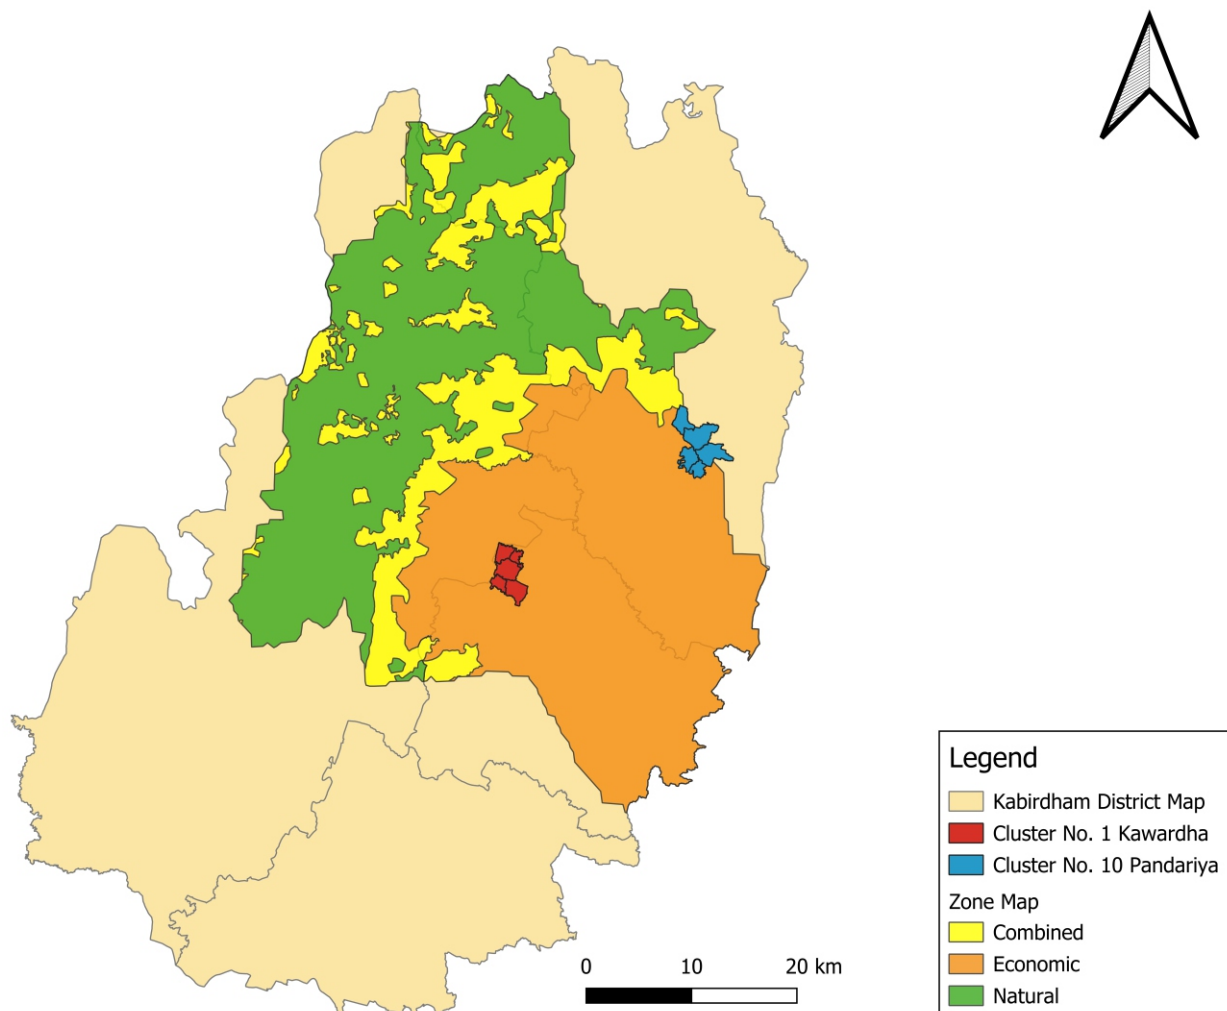 0 10 20 km
Legend
Kabirdham District Map
Cluster No. 1 Kawardha
Cluster No. 10 Pandariya
Zone Map
Combined
Economic
Natural